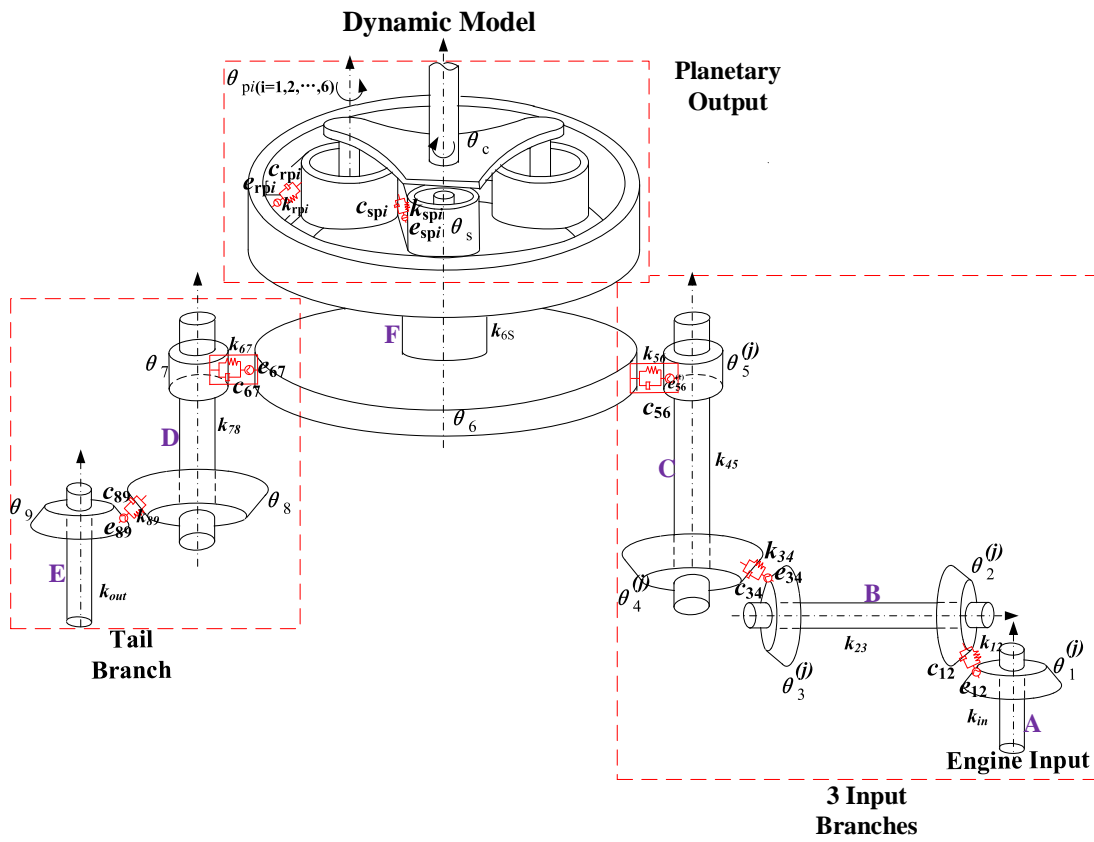 Dynamic Model
Planetary
Output
θpi(i=1,2,⋯,6)
θc
crpi
erpi
krpi
cspi
kspi
espi
θs
F
k6S
θ7
k67
e67
c67
θ6
k56
e56
c56
θ5(j)
D
k78
C
k45
c89
θ9
e89
k89
θ8
E
kout
Tail
Branch
k34
e34
c34
θ4(j)
θ2(j)
B
k23
θ3(j)
k12
c12
e12
θ1(j)
kin
A
Engine Input
3 Input
Branches